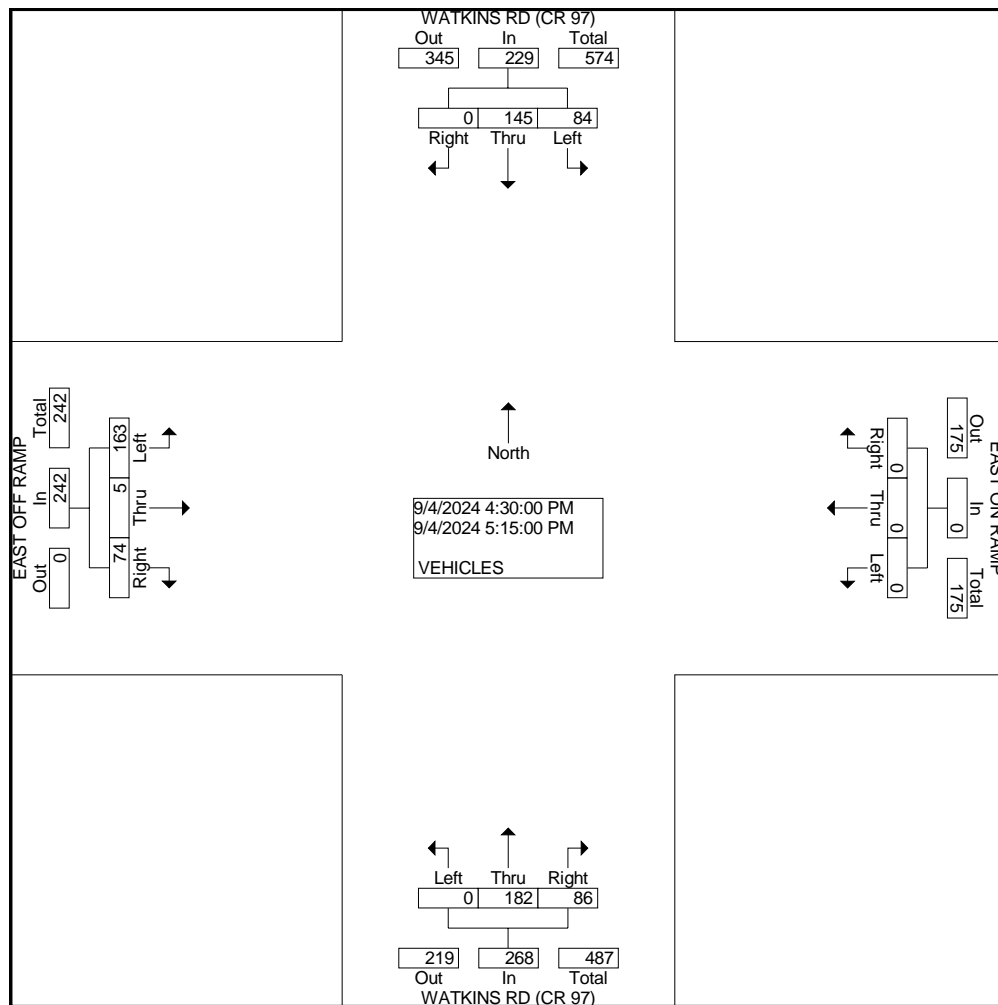 WATKINS RD (CR 97)
Out In Total
345 229 574
0 145 84
Right Thru Left
EAST OFF RAMP
Total In Out
242 242 0
163 5 74
Left Thru Right
North
9/4/2024 4:30:00 PM
9/4/2024 5:15:00 PM
VEHICLES
Right Thru Left
0 0 0
175 0 175
Out In Total
EAST ON RAMP
Left Thru Right
0 182 86
219 268 487
Out In Total
WATKINS RD (CR 97)